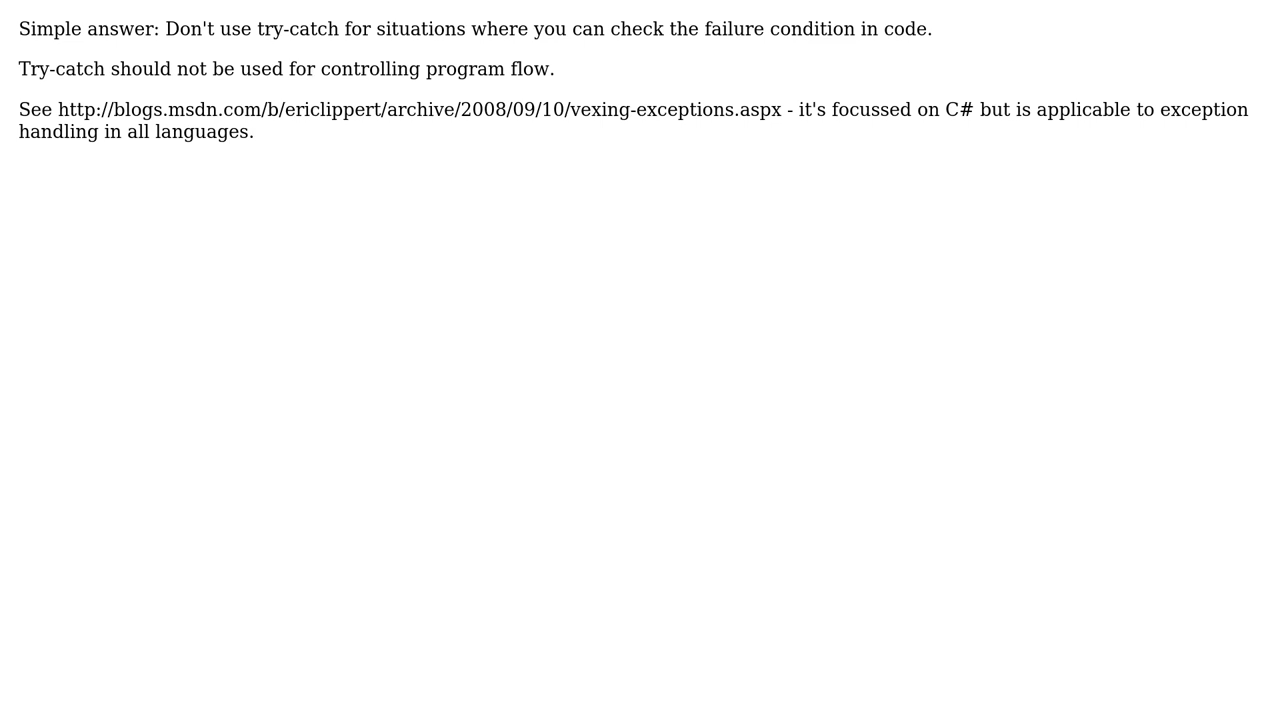 Simple answer: Don't use try-catch for situations where you can check the failure condition in code.
Try-catch should not be used for controlling program flow.
See http://blogs.msdn.com/b/ericlippert/archive/2008/09/10/vexing-exceptions.aspx - it's focussed on C# but is applicable to exception
handling in all languages.